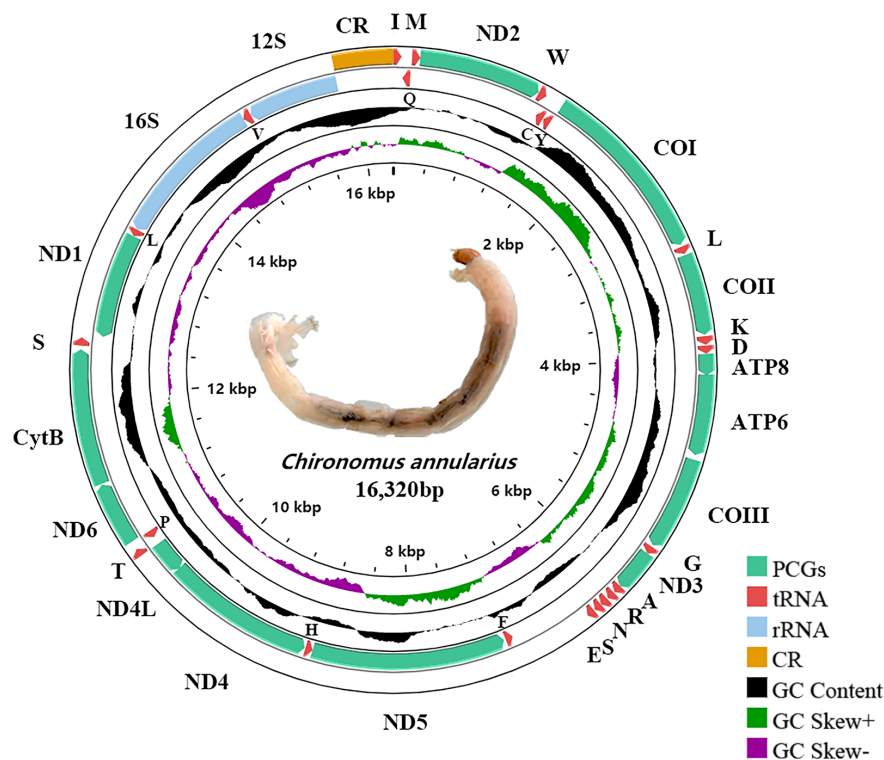 CR
I
M
ND2
W
COI
L
COII
K
D
ATP8
ATP6
COIII
G
ND3
A
R
N
S
E
ND5
ND4
ND4L
T
ND6
CytB
S
ND1
16S
12S
Q
C
Y
F
H
P
L
V
16 kbp
2 kbp
4 kbp
6 kbp
8 kbp
10 kbp
12 kbp
14 kbp
Chironomus annularius
16,320bp
PCGs
tRNA
rRNA
CR
GC Content
GC Skew+
GC Skew-